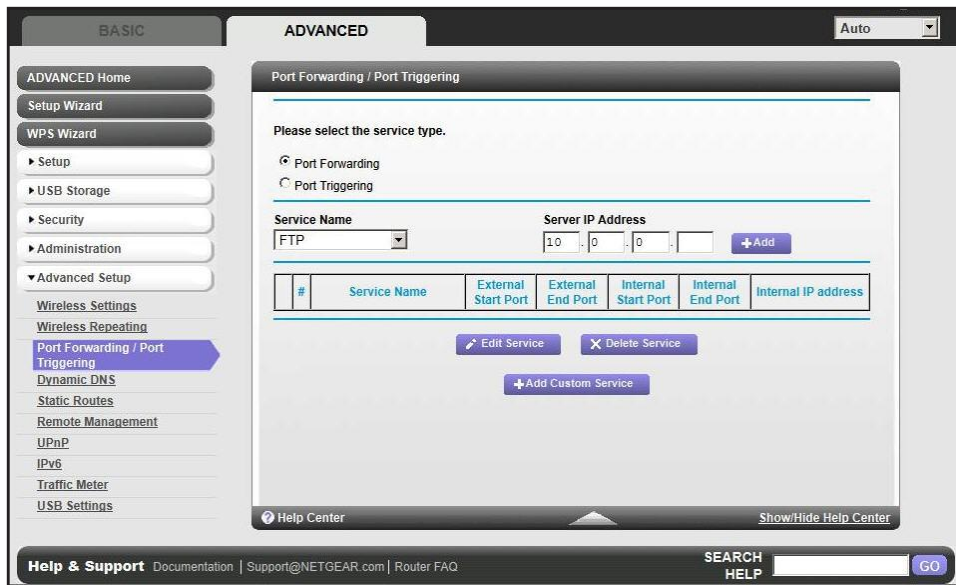 BASIC
ADVANCED
Auto
ADVANCED Home
Setup Wizard
WPS Wizard
Setup
USB Storage
Security
Administration
Advanced Setup
Wireless Settings
Wireless Repeating
Port Forwarding / Port
Triggering
Dynamic DNS
Static Routes
Remote Management
UPnP
IPv6
Traffic Meter
USB Settings
Port Forwarding / Port Triggering
Please select the service type.
Port Forwarding
Port Triggering
Service Name Server IP Address
FTP 10 . 0 . 0 . +Add
# Service Name External Start Port External End Port Internal Start Port Internal End Port Internal IP address
Edit Service X Delete Service
+Add Custom Service
? Help Center Show/Hide Help Center
Help & Support Documentation | Support@NETGEAR.com | Router FAQ
SEARCH
HELP GO